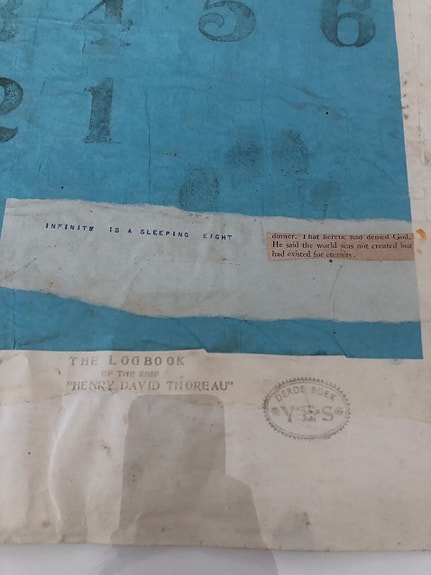 4 5 6
2 1
INFINITY IS A SLEEPING EIGHT
dinner. That heretic had denied God.
He said the world was not created but
had existed for eternity.
THE LOGBOOK
OF THE SHIP
"HENRY DAVID THOREAU"
DERDE BOEK
Y·E·S